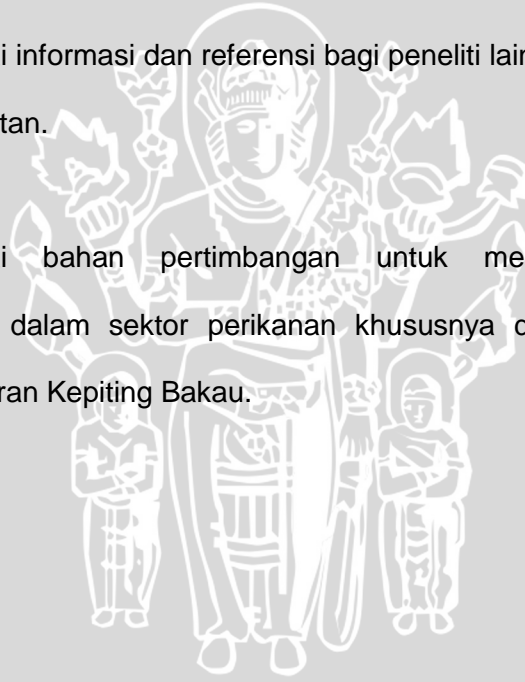 i informasi dan referensi bagi peneliti lain
tan.
i bahan pertimbangan untuk me
dalam sektor perikanan khususnya d
ran Kepiting Bakau.